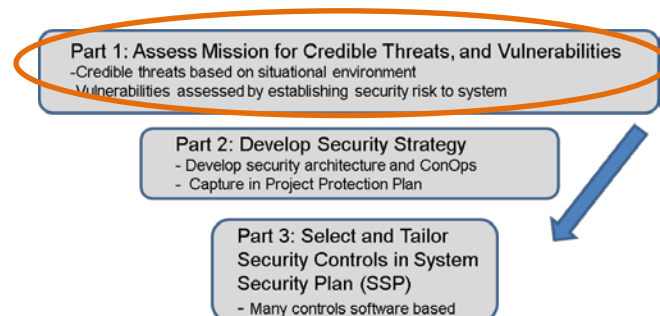 Part 1: Assess Mission for Credible Threats, and Vulnerabilities
-Credible threats based on situational environment
-Vulnerabilities assessed by establishing security risk to system
Part 2: Develop Security Strategy
- Develop security architecture and ConOps
- Capture in Project Protection Plan
Part 3: Select and Tailor
Security Controls in System
Security Plan (SSP)
- Many controls software based